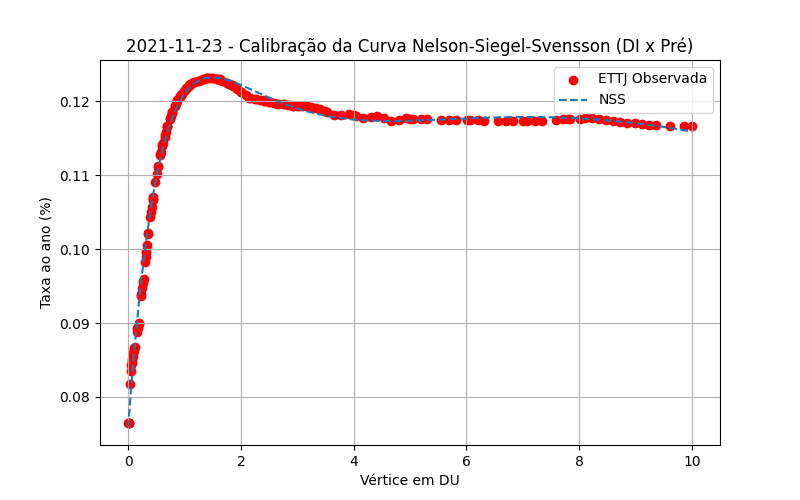 2021-11-23 - Calibração da Curva Nelson-Siegel-Svensson (DI x Pré)
ETTJ Observada
NSS
Taxa ao ano (%)
0.12
0.11
0.10
0.09
0.08
0 2 4 6 8 10
Vértice em DU